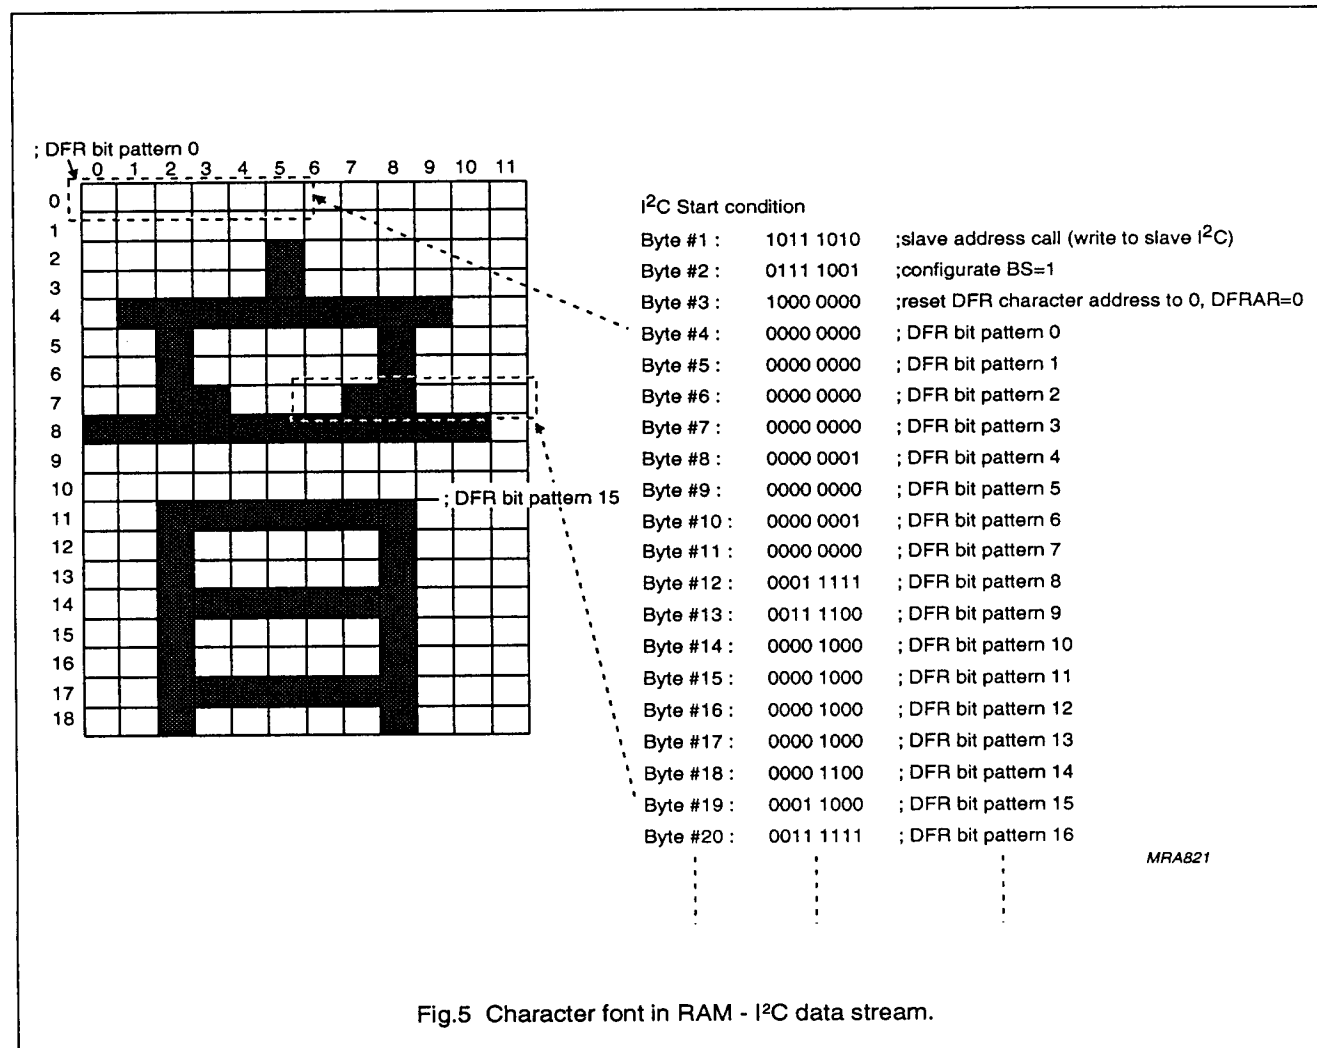 ; DFR bit pattern 0
0 1 2 3 4 5 6 7 8 9 10 11
0
1
2
3
4
5
6
7
8
9
10
11
12
13
14
15
16
17
18
; DFR bit pattern 15
I²C Start condition
Byte #1 : 1011 1010 ;slave address call (write to slave I²C)
Byte #2 : 0111 1001 ;configurate BS=1
Byte #3 : 1000 0000 ;reset DFR character address to 0, DFRAR=0
Byte #4 : 0000 0000 ; DFR bit pattern 0
Byte #5 : 0000 0000 ; DFR bit pattern 1
Byte #6 : 0000 0000 ; DFR bit pattern 2
Byte #7 : 0000 0000 ; DFR bit pattern 3
Byte #8 : 0000 0001 ; DFR bit pattern 4
Byte #9 : 0000 0000 ; DFR bit pattern 5
Byte #10 : 0000 0001 ; DFR bit pattern 6
Byte #11 : 0000 0000 ; DFR bit pattern 7
Byte #12 : 0001 1111 ; DFR bit pattern 8
Byte #13 : 0011 1100 ; DFR bit pattern 9
Byte #14 : 0000 1000 ; DFR bit pattern 10
Byte #15 : 0000 1000 ; DFR bit pattern 11
Byte #16 : 0000 1000 ; DFR bit pattern 12
Byte #17 : 0000 1000 ; DFR bit pattern 13
Byte #18 : 0000 1100 ; DFR bit pattern 14
Byte #19 : 0001 1000 ; DFR bit pattern 15
Byte #20 : 0011 1111 ; DFR bit pattern 16
MRA821
Fig.5 Character font in RAM - I²C data stream.